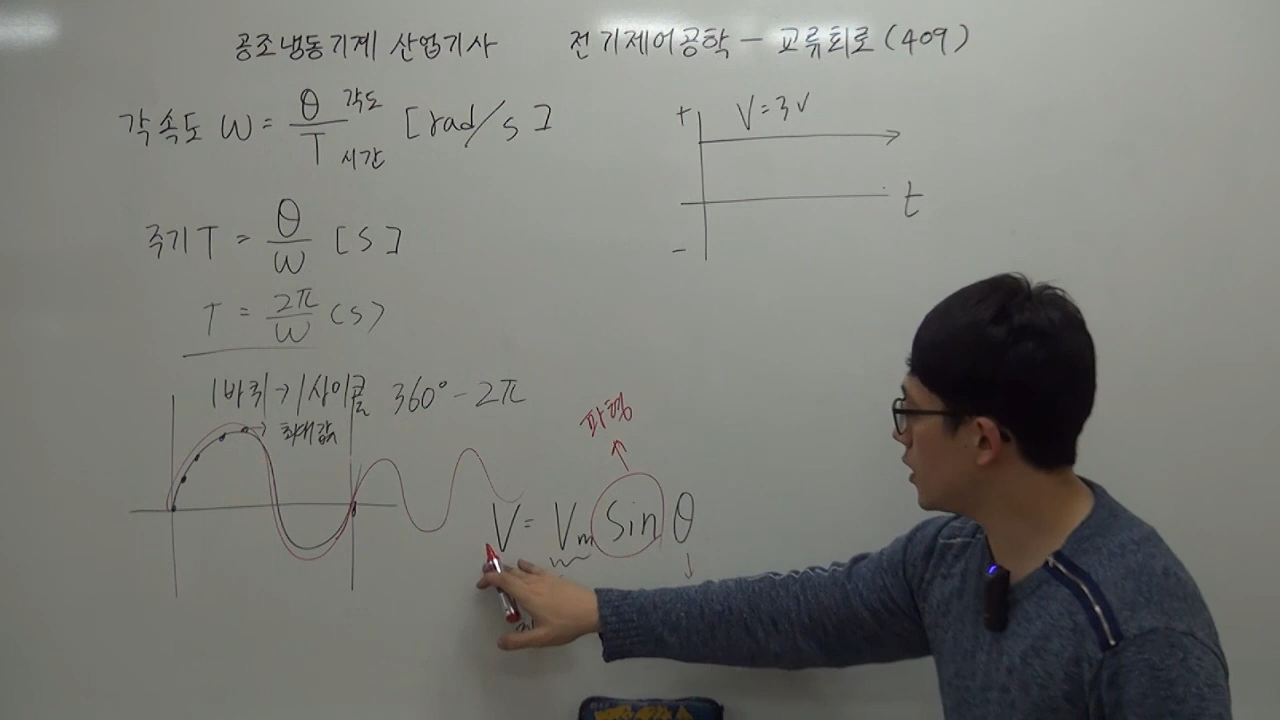 공조냉동기계 산업기사 전기제어공학 - 교류회로 (409)
각속도 ω = θ 각도 / T 시간 [rad/s]
주기 T = θ/ω [s]
T = 2π/ω (s)
1바퀴 → 1사이클 360° - 2π
최대값
+ V = 3V
t
-
파형
V = Vm sin θ